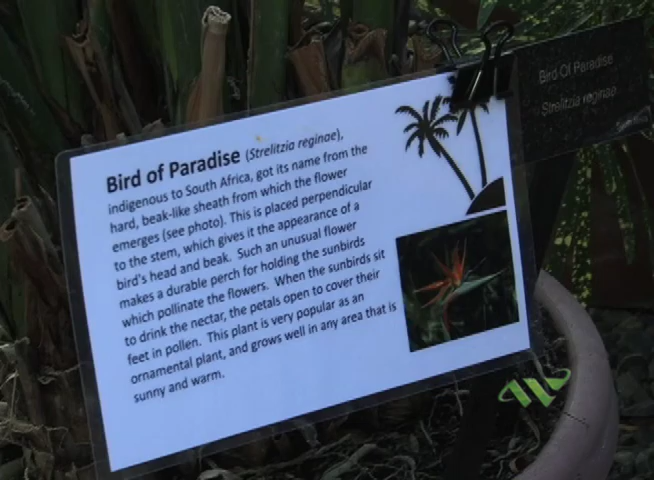 Bird of Paradise (Strelitzia reginae),
indigenous to South Africa, got its name from the
hard, beak-like sheath from which the flower
emerges (see photo). This is placed perpendicular
to the stem, which gives it the appearance of a
bird's head and beak. Such an unusual flower
makes a durable perch for holding the sunbirds
which pollinate the flowers. When the sunbirds sit
to drink the nectar, the petals open to cover their
feet in pollen. This plant is very popular as an
ornamental plant, and grows well in any area that is
sunny and warm.
Bird Of Paradise
Strelitzia reginae